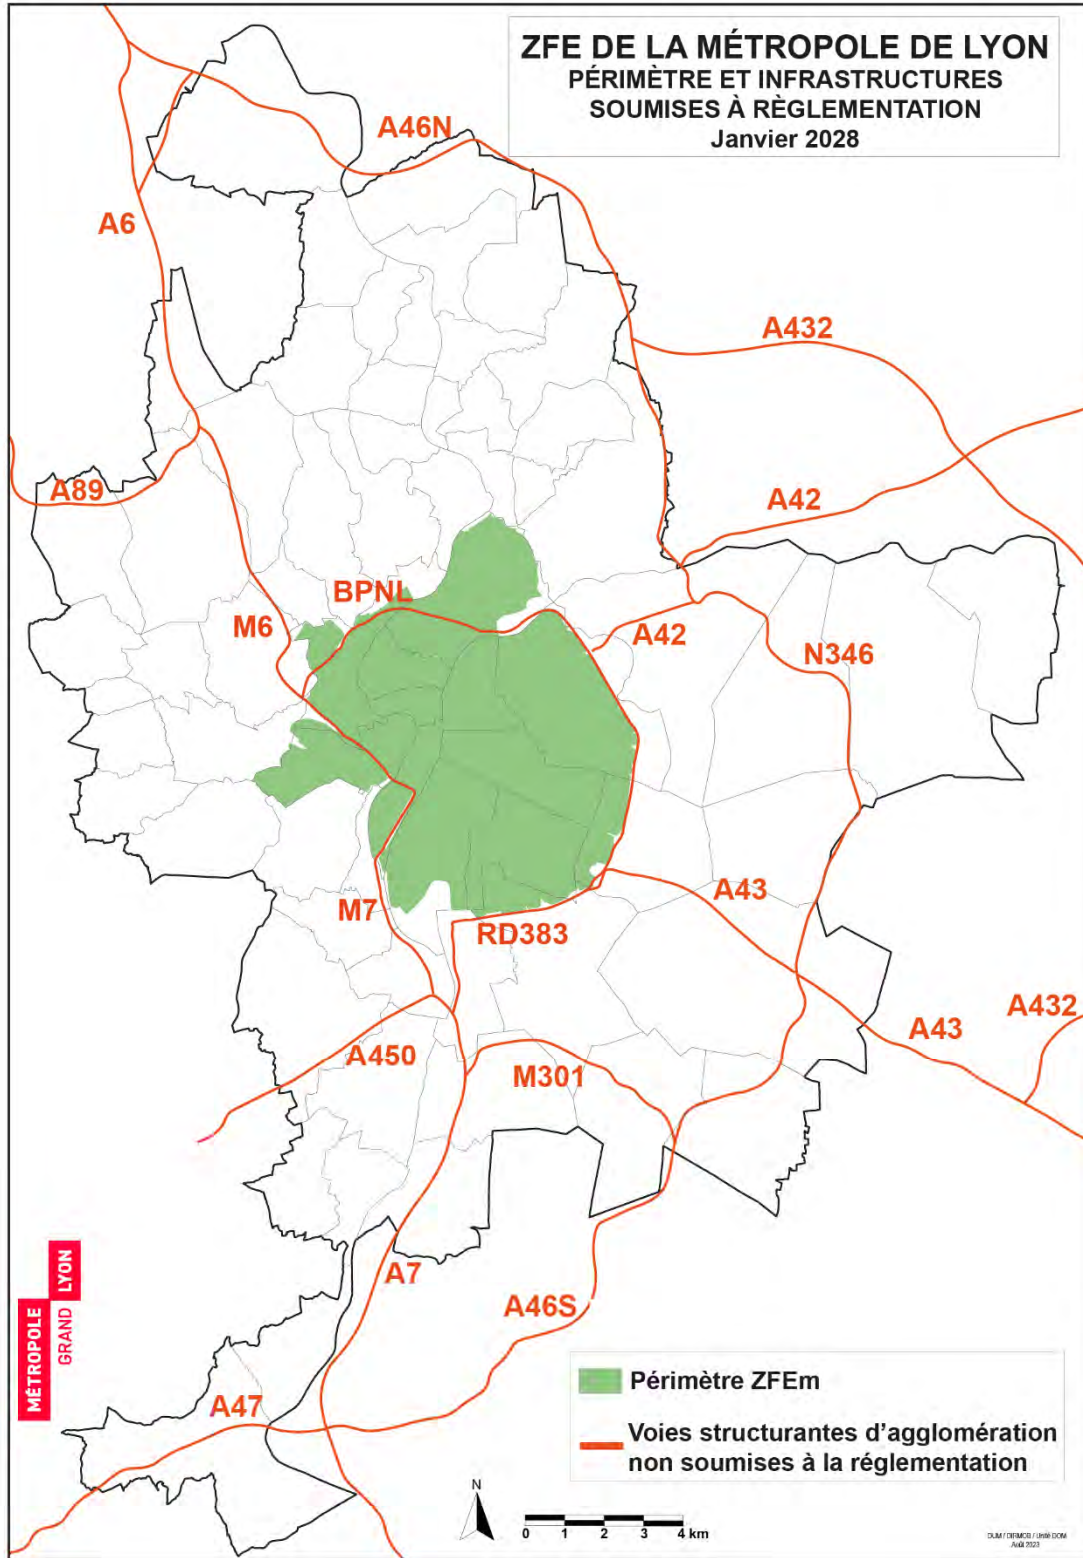 ZFE DE LA MÉTROPOLE DE LYON
PÉRIMÈTRE ET INFRASTRUCTURES
SOUMISES À RÈGLEMENTATION
Janvier 2028
A46N
A6
A432
A89
A42
BPNL
M6
A42
N346
A43
M7
RD383
A432
A43
A450
M301
A7
A46S
A47
MÉTROPOLE
GRAND LYON
Périmètre ZFEm
Voies structurantes d'agglomération
non soumises à la réglementation
N
0 1 2 3 4 km
Août 2023